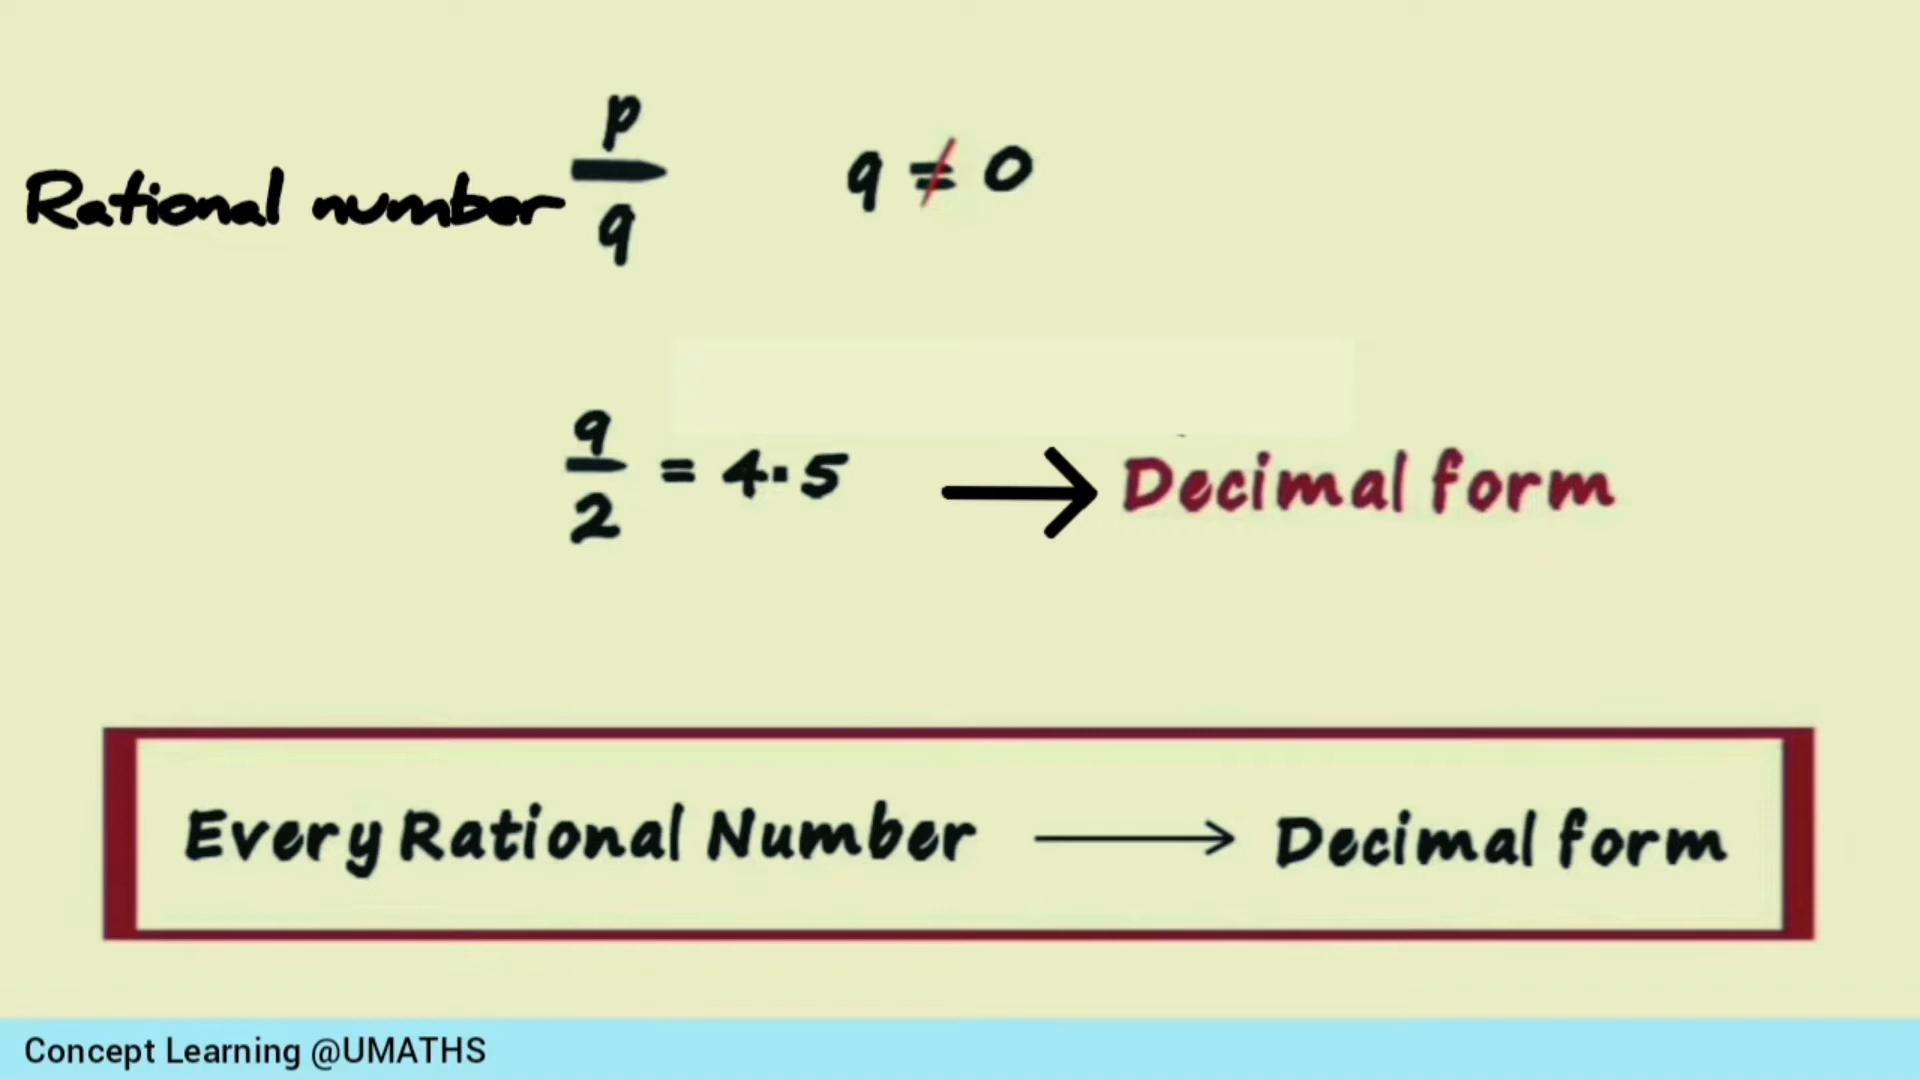 Rational number p/q q ≠ 0
9/2 = 4.5 → Decimal form
Every Rational Number → Decimal form
Concept Learning @UMATHS